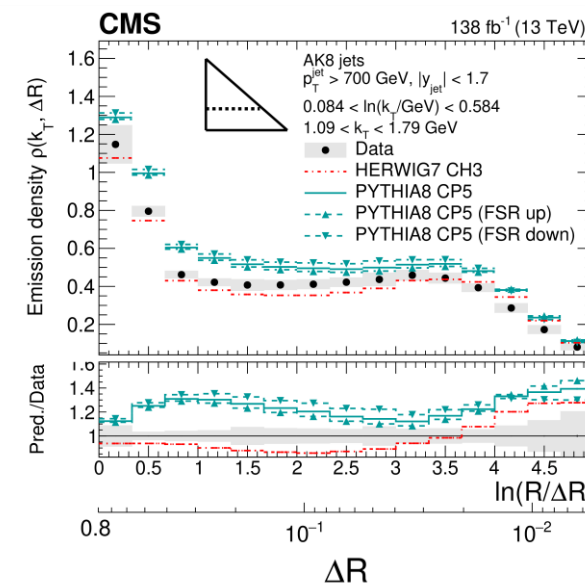 CMS 138 fb⁻¹ (13 TeV)
AK8 jets
p_T^jet > 700 GeV, |y_jet| < 1.7
0.084 < ln(k_T/GeV) < 0.584
1.09 < k_T < 1.79 GeV
Data
HERWIG7 CH3
PYTHIA8 CP5
PYTHIA8 CP5 (FSR up)
PYTHIA8 CP5 (FSR down)
Emission density ρ(k_T, ΔR)
1.6
1.4
1.2
1
0.8
0.6
0.4
0.2
Pred./Data
1.6
1.4
1.2
1
0 0.5 1 1.5 2 2.5 3 3.5 4 4.5
ln(R/ΔR
0.8 10⁻¹ 10⁻²
ΔR